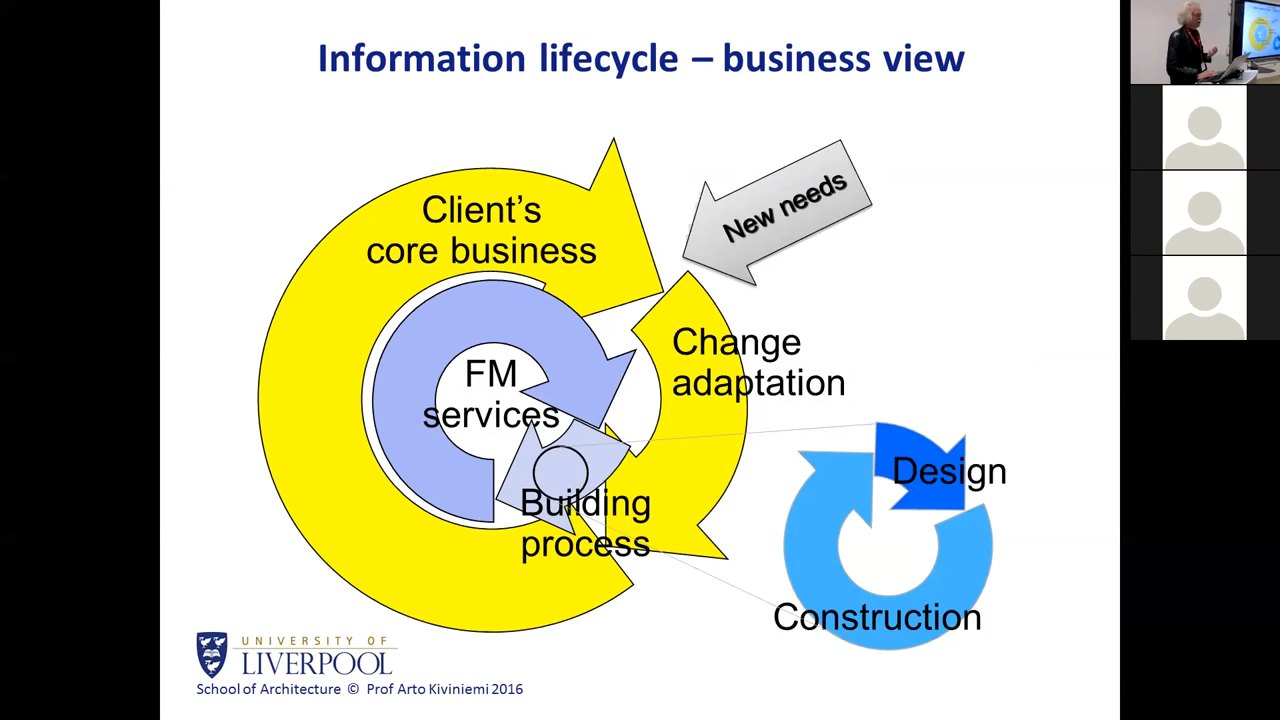 Information lifecycle – business view
Client's
core business
New needs
Change
adaptation
FM
services
Building
process
Design
Construction
UNIVERSITY OF
LIVERPOOL
School of Architecture © Prof Arto Kiviniemi 2016